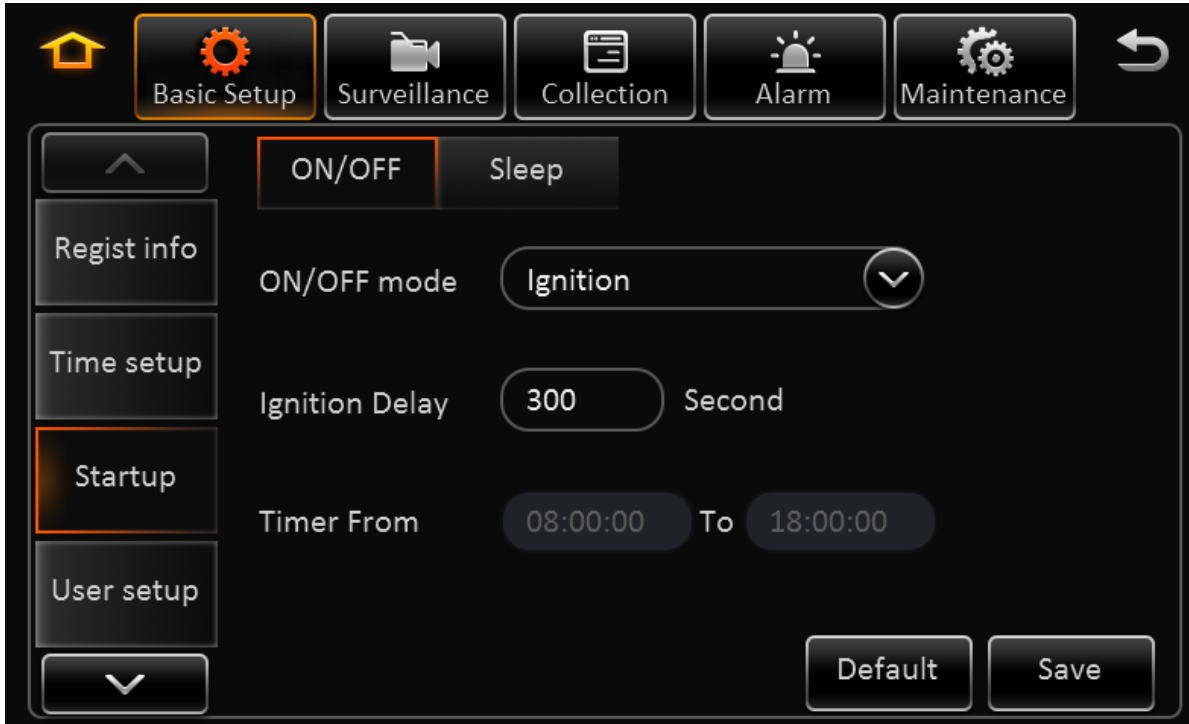 Basic Setup
Surveillance
Collection
Alarm
Maintenance
Regist info
Time setup
Startup
User setup
ON/OFF
Sleep
ON/OFF mode
Ignition
Ignition Delay
300
Second
Timer From
08:00:00
To
18:00:00
Default
Save